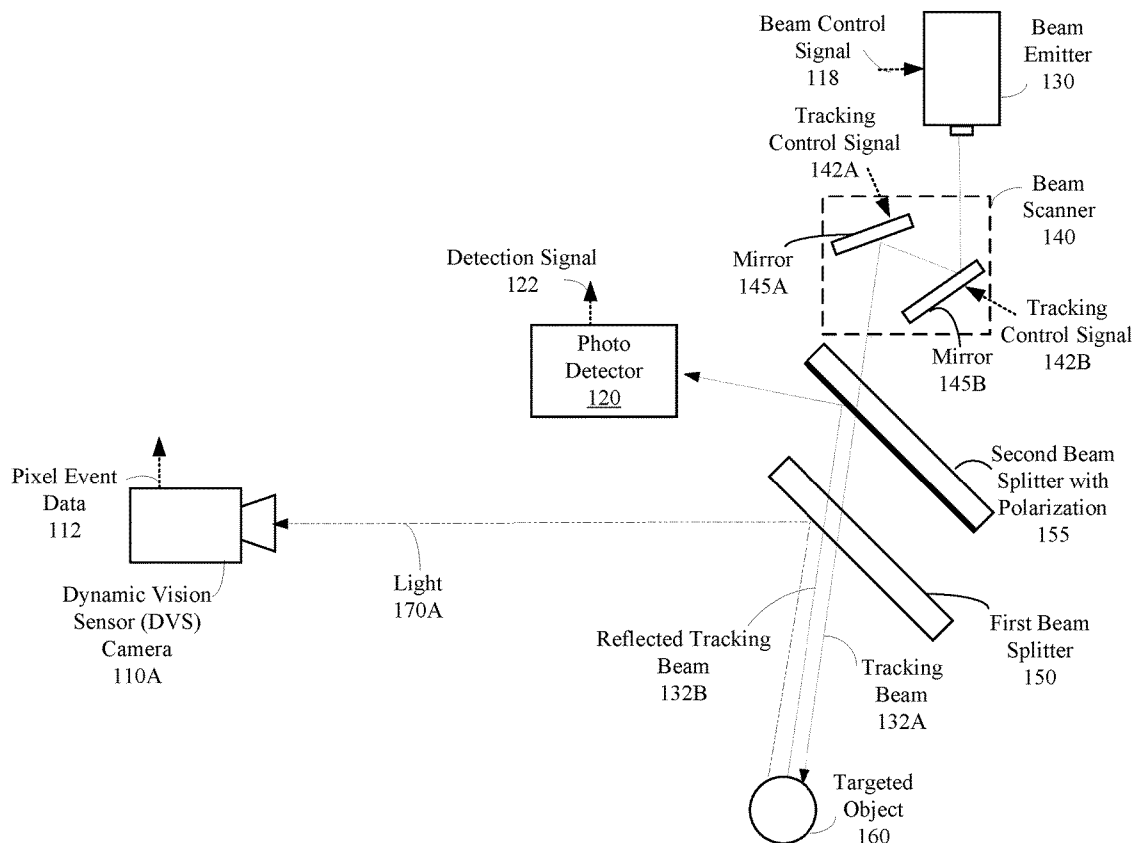 Beam Control
Signal
118
Beam
Emitter
130
Tracking
Control Signal
142A
Beam
Scanner
140
Mirror
145A
Detection Signal
122
Tracking
Control Signal
142B
Mirror
145B
Photo
Detector
120
Second Beam
Splitter with
Polarization
155
Pixel Event
Data
112
Light
170A
Dynamic Vision
Sensor (DVS)
Camera
110A
First Beam
Splitter
150
Reflected Tracking
Beam
132B
Tracking
Beam
132A
Targeted
Object
160